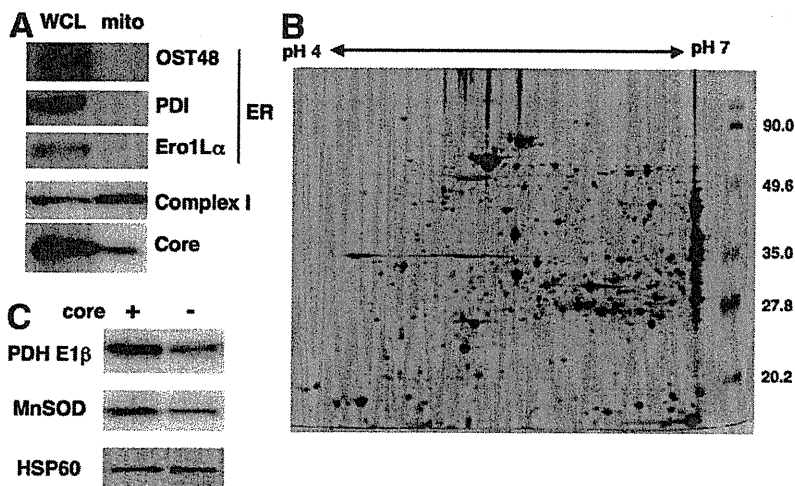 A
WCL mito
OST48
PDI
ER
Ero1Lα
Complex I
Core
B
pH 4
pH 7
90.0
49.6
35.0
27.8
20.2
C
core + -
PDH E1β
MnSOD
HSP60